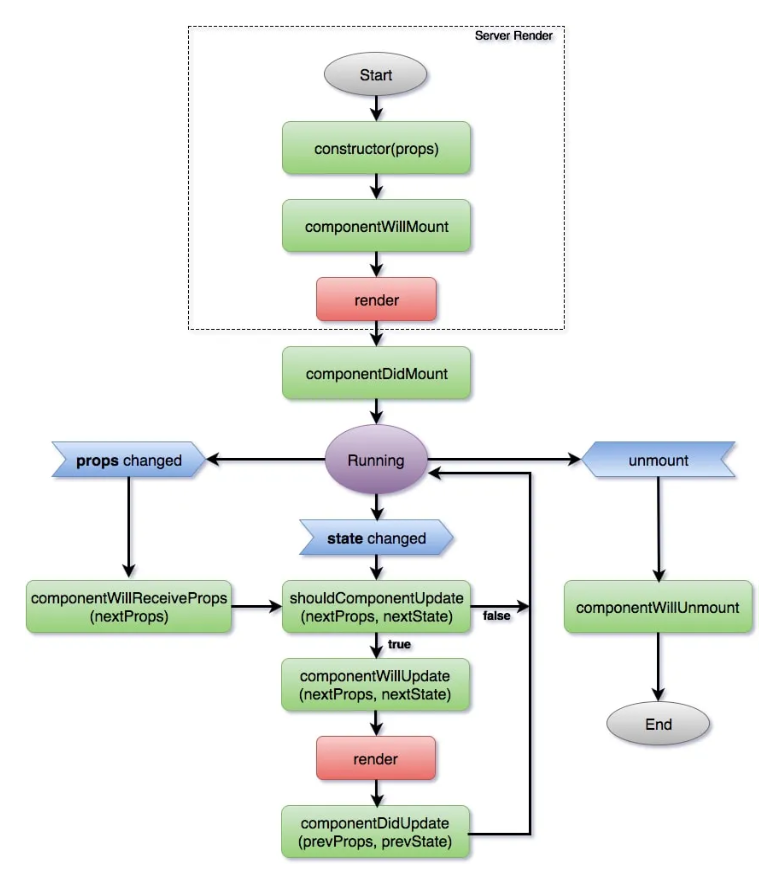 Server Render
Start
constructor(props)
componentWillMount
render
componentDidMount
props changed
Running
unmount
state changed
componentWillReceiveProps
(nextProps)
shouldComponentUpdate
(nextProps, nextState)
false
componentWillUnmount
true
componentWillUpdate
(nextProps, nextState)
End
render
componentDidUpdate
(prevProps, prevState)